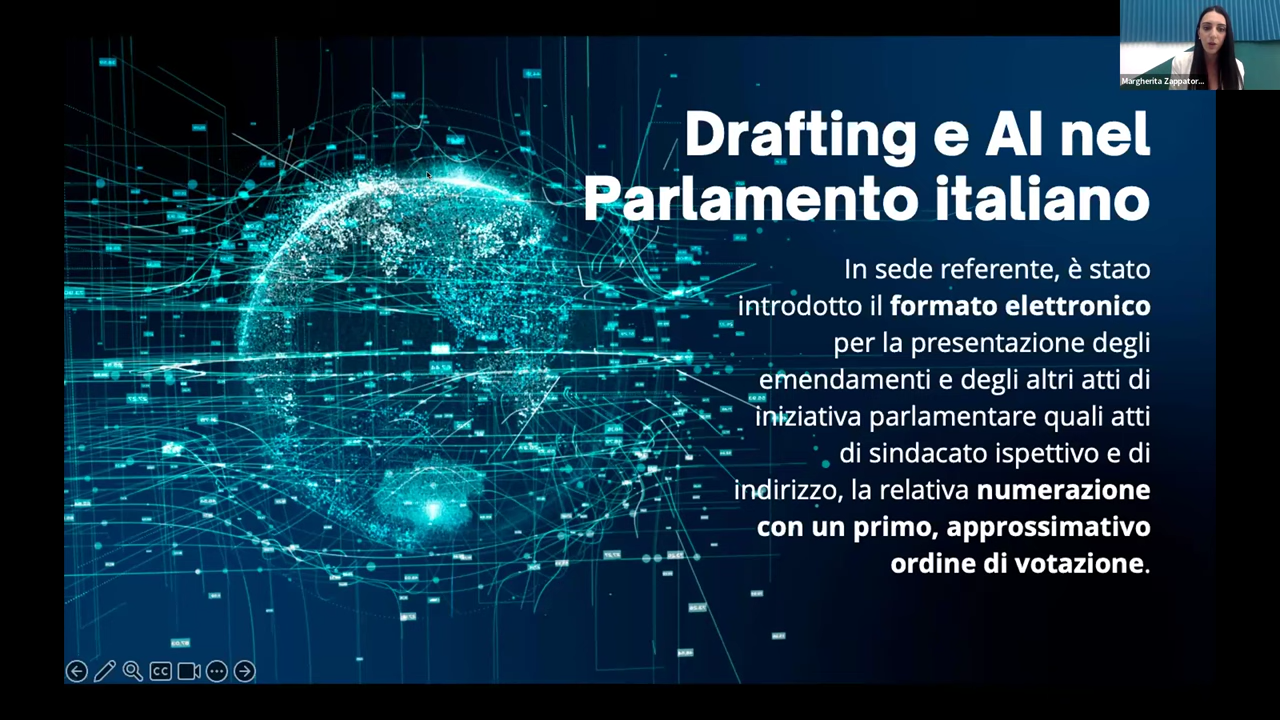 Margherita Zappator...
Drafting e AI nel
Parlamento italiano
In sede referente, è stato
introdotto il formato elettronico
per la presentazione degli
emendamenti e degli altri atti di
iniziativa parlamentare quali atti
di sindacato ispettivo e di
indirizzo, la relativa numerazione
con un primo, approssimativo
ordine di votazione.
CC